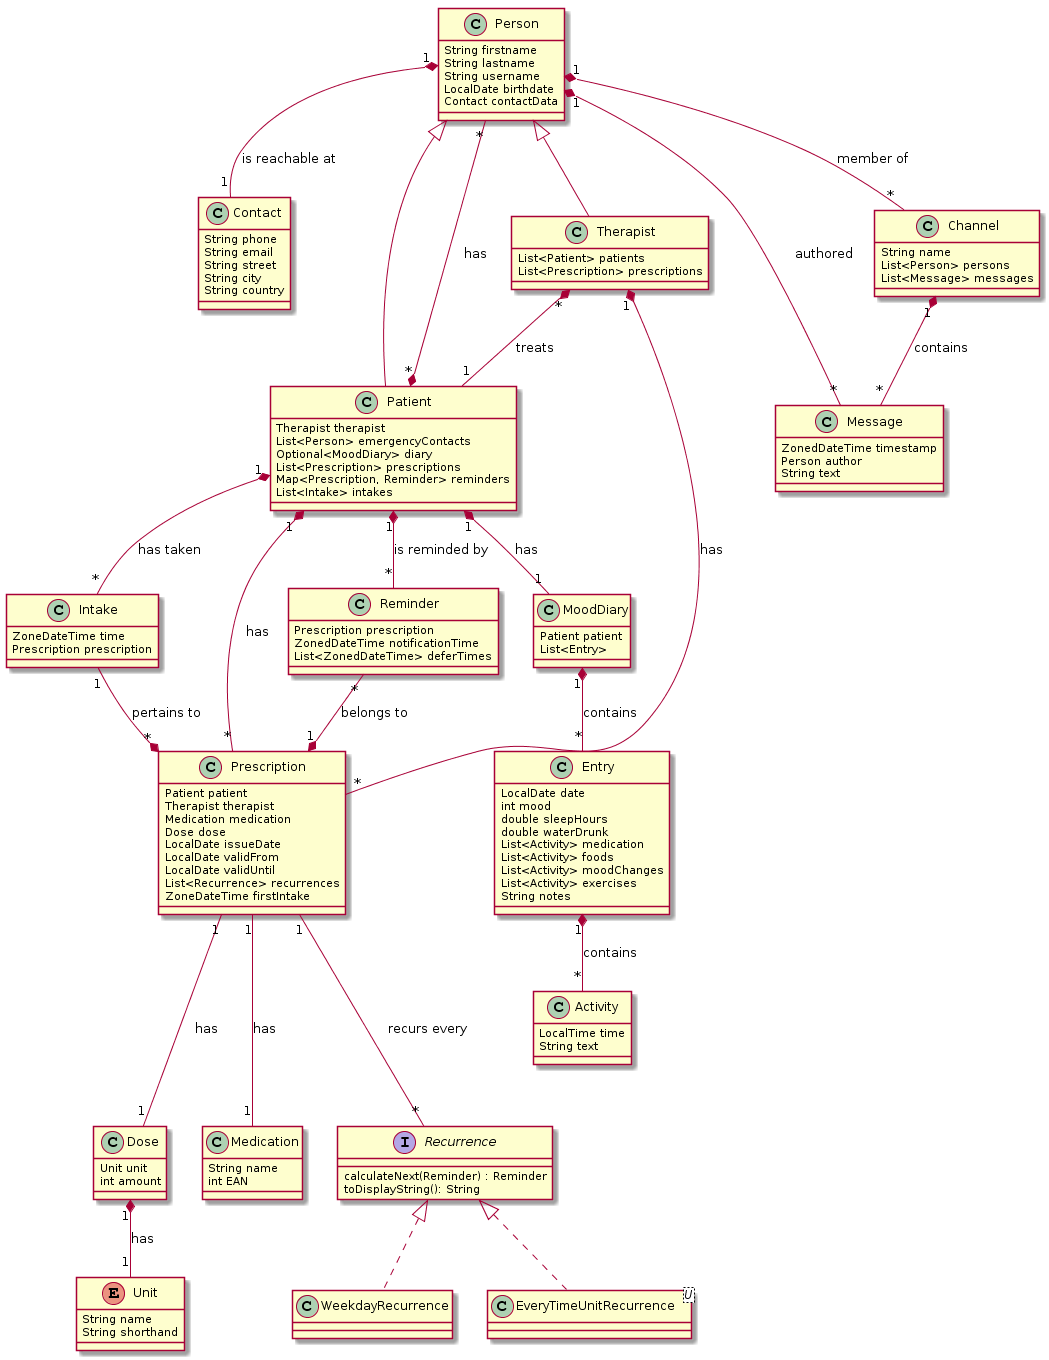 C Person
String firstname
String lastname
String username
LocalDate birthdate
Contact contactData
1
1
1
is reachable at
member of
1
*
*
C Contact
String phone
String email
String street
String city
String country
C Therapist
List<Patient> patients
List<Prescription> prescriptions
C Channel
String name
List<Person> persons
List<Message> messages
has
authored
*
1
1
treats
contains
*
1
*
*
C Patient
Therapist therapist
List<Person> emergencyContacts
Optional<MoodDiary> diary
List<Prescription> prescriptions
Map<Prescription, Reminder> reminders
List<Intake> intakes
C Message
ZonedDateTime timestamp
Person author
String text
1
1
1
1
has taken
is reminded by
has
has
*
*
1
C Intake
ZoneDateTime time
Prescription prescription
has
C Reminder
Prescription prescription
ZonedDateTime notificationTime
List<ZonedDateTime> deferTimes
C MoodDiary
Patient patient
List<Entry>
1
*
1
pertains to
belongs to
contains
*
*
1
*
*
C Prescription
Patient patient
Therapist therapist
Medication medication
Dose dose
LocalDate issueDate
LocalDate validFrom
LocalDate validUntil
List<Recurrence> recurrences
ZoneDateTime firstIntake
C Entry
LocalDate date
int mood
double sleepHours
double waterDrunk
List<Activity> medication
List<Activity> foods
List<Activity> moodChanges
List<Activity> exercises
String notes
1
1
1
1
contains
*
C Activity
LocalTime time
String text
has
has
recurs every
1
1
*
C Dose
Unit unit
int amount
C Medication
String name
int EAN
I Recurrence
calculateNext(Reminder) : Reminder
toDisplayString(): String
1
has
1
E Unit
String name
String shorthand
C WeekdayRecurrence
C EveryTimeUnitRecurrence
U